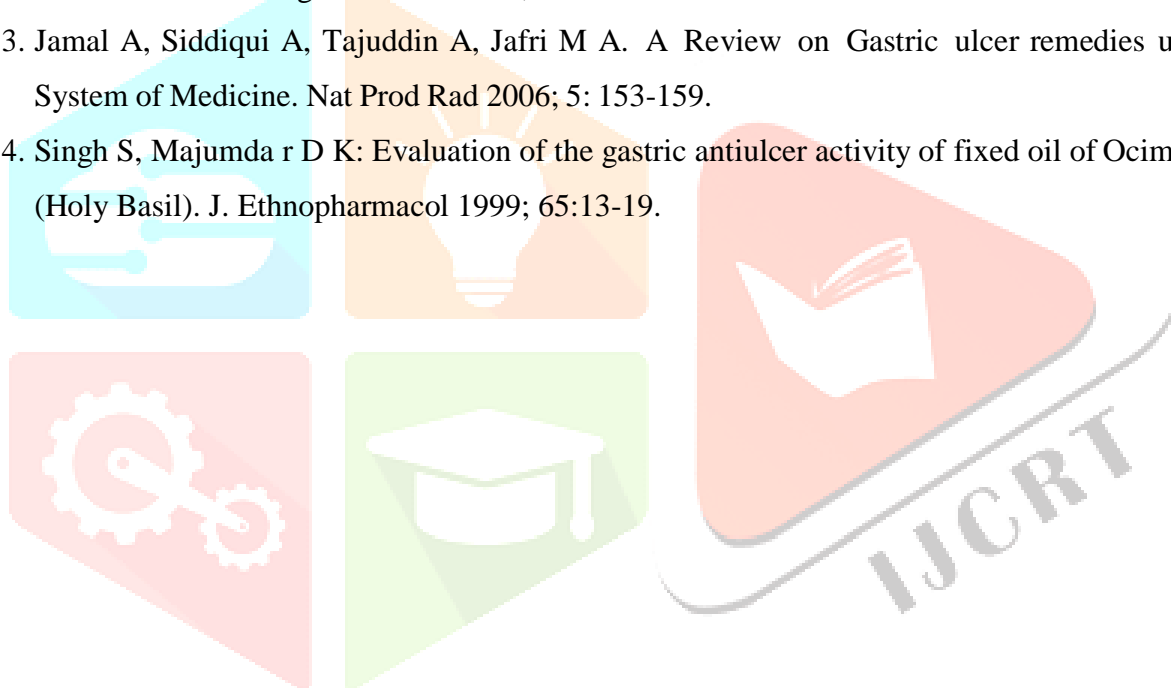 3. Jamal A, Siddiqui A, Tajuddin A, Jafri M A. A Review on Gastric ulcer remedies u
System of Medicine. Nat Prod Rad 2006; 5: 153-159.
4. Singh S, Majumda r D K: Evaluation of the gastric antiulcer activity of fixed oil of Ocim
(Holy Basil). J. Ethnopharmacol 1999; 65:13-19.
IJCRT